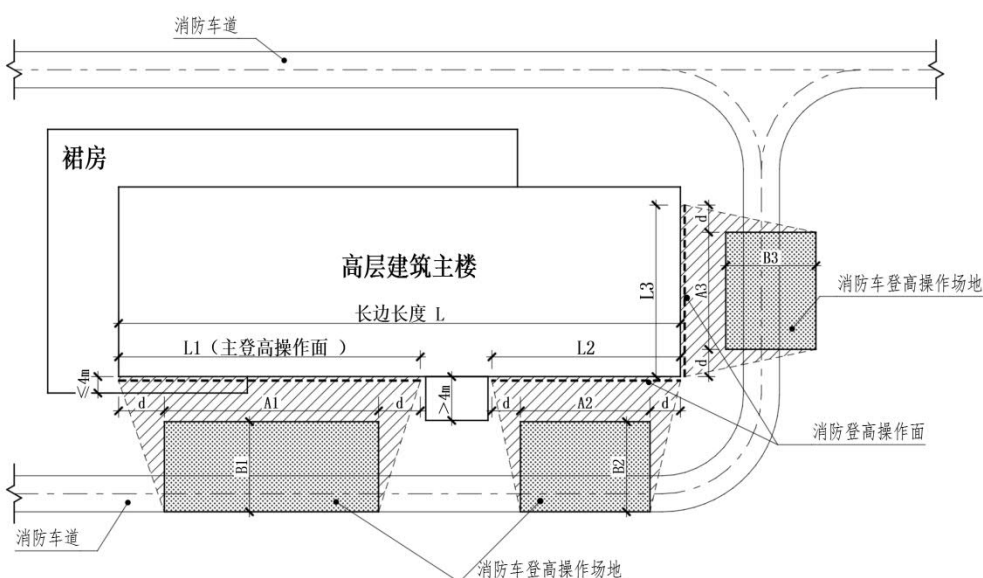 消防车道
裙房
d
B3
高层建筑主楼
L3
A3
消防车登高操作场地
长边长度 L
L1（主登高操作面 ）
L2
d
≤4m
>4m
d
A1
d
d
A2
d
消防登高操作面
B1
B2
消防车道
消防车登高操作场地